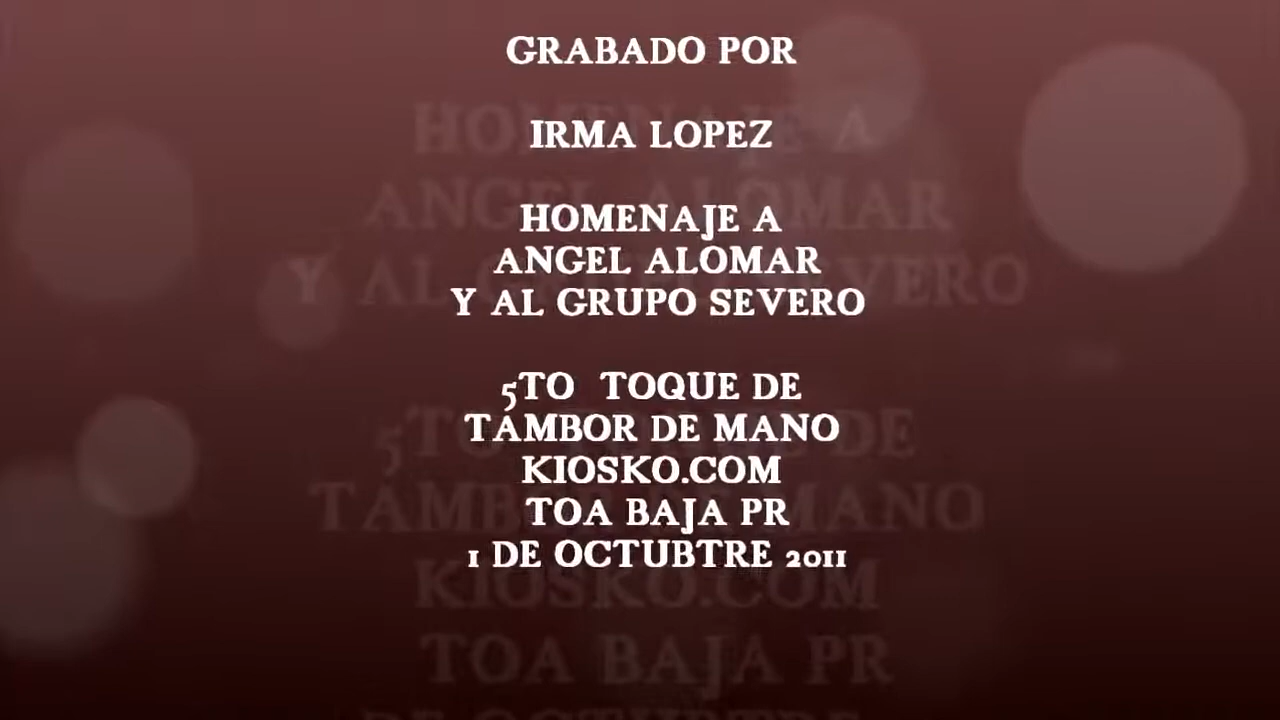 GRABADO POR
IRMA LOPEZ
HOMENAJE A
ANGEL ALOMAR
Y AL GRUPO SEVERO
5TO TOQUE DE
TAMBOR DE MANO
KIOSKO.COM
TOA BAJA PR
1 DE OCTUBTRE 2011